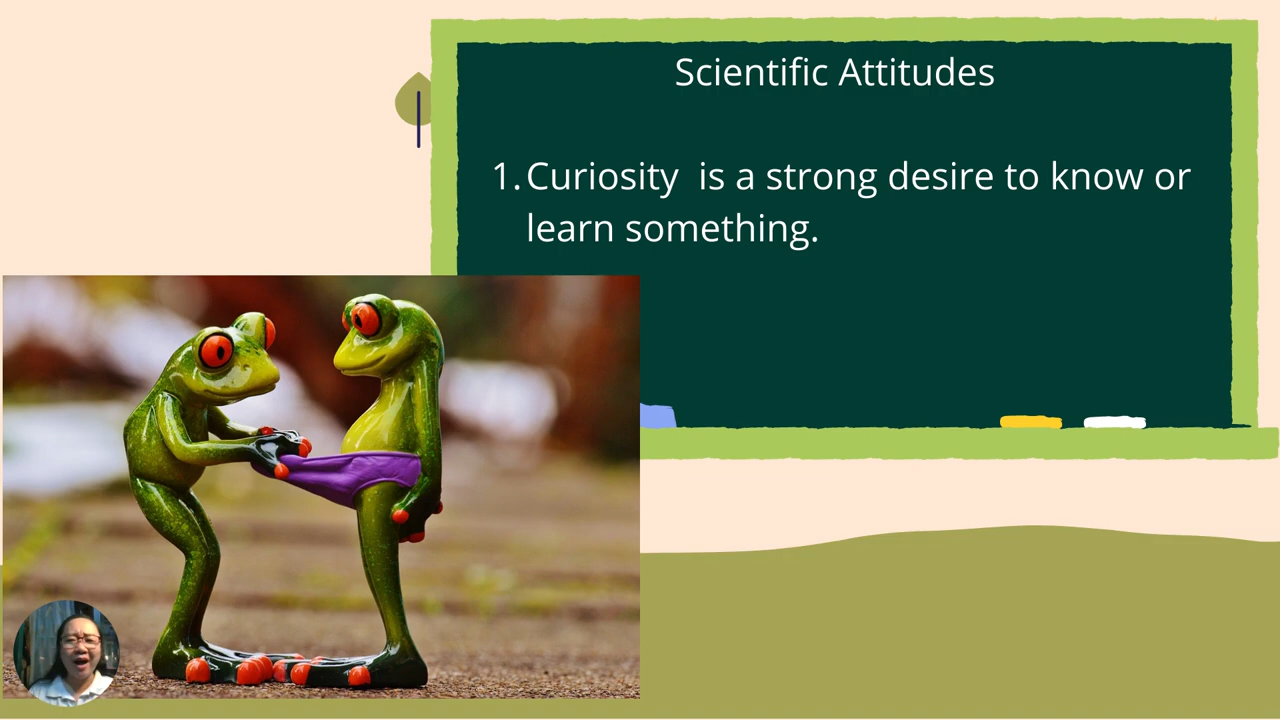 Scientific Attitudes
1. Curiosity  is a strong desire to know or
learn something.